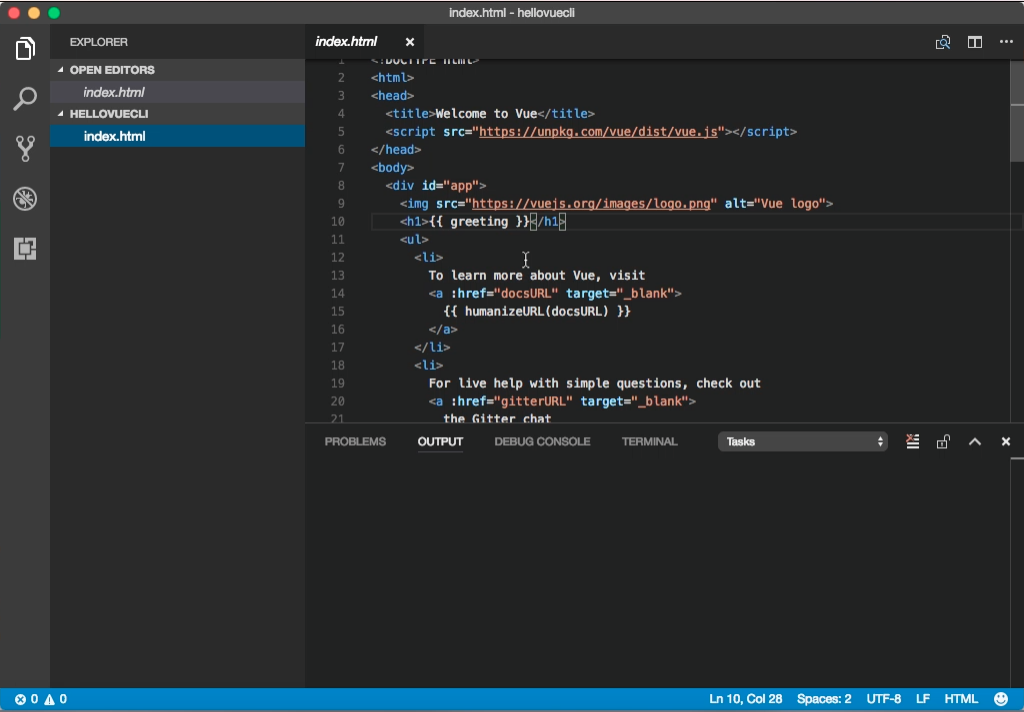 index.html - hellovuecli
EXPLORER
OPEN EDITORS
index.html
HELLOVUECLI
index.html
index.html
1 <!DOCTYPE html>
2 <html>
3 <head>
4 <title>Welcome to Vue</title>
5 <script src="https://unpkg.com/vue/dist/vue.js"></script>
6 </head>
7 <body>
8 <div id="app">
9 <img src="https://vuejs.org/images/logo.png" alt="Vue logo">
10 <h1>{{ greeting }}</h1>
11 <ul>
12 <li>
13 To learn more about Vue, visit
14 <a :href="docsURL" target="_blank">
15 {{ humanizeURL(docsURL) }}
16 </a>
17 </li>
18 <li>
19 For live help with simple questions, check out
20 <a :href="gitterURL" target="_blank">
21 the Gitter chat
PROBLEMS OUTPUT DEBUG CONSOLE TERMINAL Tasks
0 0 Ln 10, Col 28 Spaces: 2 UTF-8 LF HTML